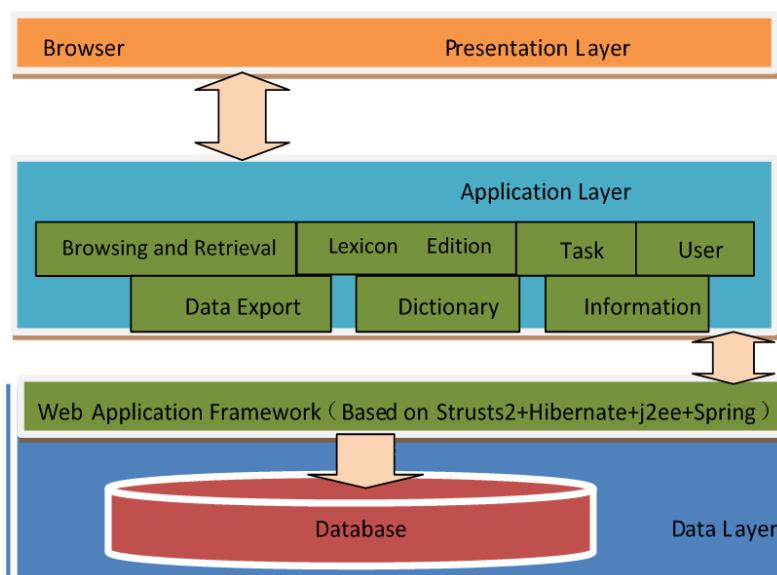 Browser Presentation Layer
Application Layer
Browsing and Retrieval Lexicon Edition Task User
Data Export Dictionary Information
Web Application Framework（Based on Strusts2+Hibernate+j2ee+Spring）
Database Data Layer